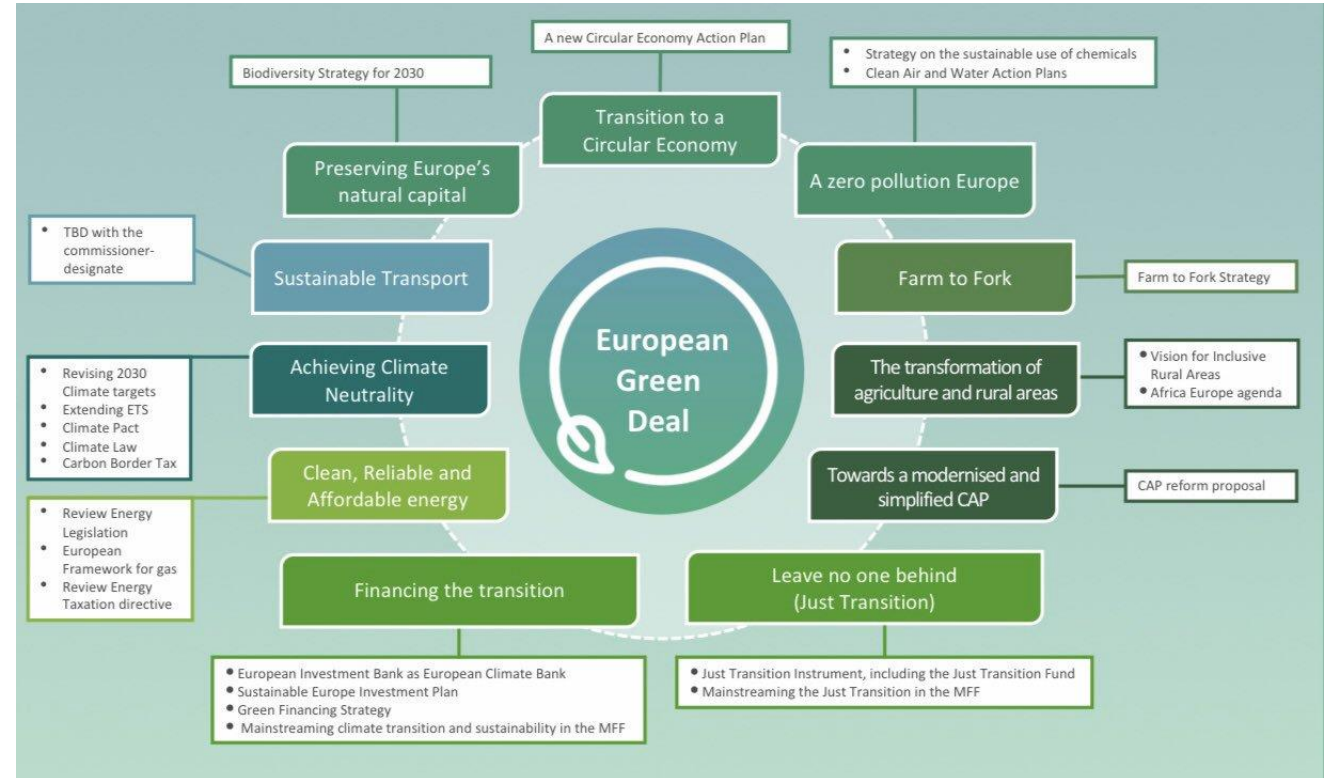 A new Circular Economy Action Plan
Transition to a
Circular Economy
• Strategy on the sustainable use of chemicals
• Clean Air and Water Action Plans
A zero pollution Europe
Biodiversity Strategy for 2030
Preserving Europe's
natural capital
• TBD with the
commissioner-
designate
Sustainable Transport
Farm to Fork
Farm to Fork Strategy
European
Green
Deal
• Revising 2030
Climate targets
• Extending ETS
• Climate Pact
• Climate Law
• Carbon Border Tax
Achieving Climate
Neutrality
The transformation of
agriculture and rural areas
• Vision for Inclusive
Rural Areas
• Africa Europe agenda
• Review Energy
Legislation
• European
Framework for gas
• Review Energy
Taxation directive
Clean, Reliable and
Affordable energy
Towards a modernised and
simplified CAP
CAP reform proposal
Financing the transition
• European Investment Bank as European Climate Bank
• Sustainable Europe Investment Plan
• Green Financing Strategy
• Mainstreaming climate transition and sustainability in the MFF
Leave no one behind
(Just Transition)
• Just Transition Instrument, including the Just Transition Fund
• Mainstreaming the Just Transition in the MFF